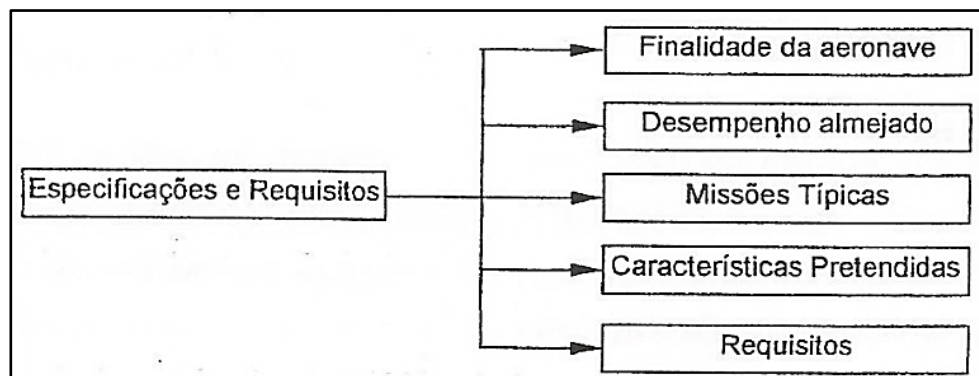 Finalidade da aeronave
Desempenho almejado
Especificações e Requisitos
Missões Típicas
Características Pretendidas
Requisitos